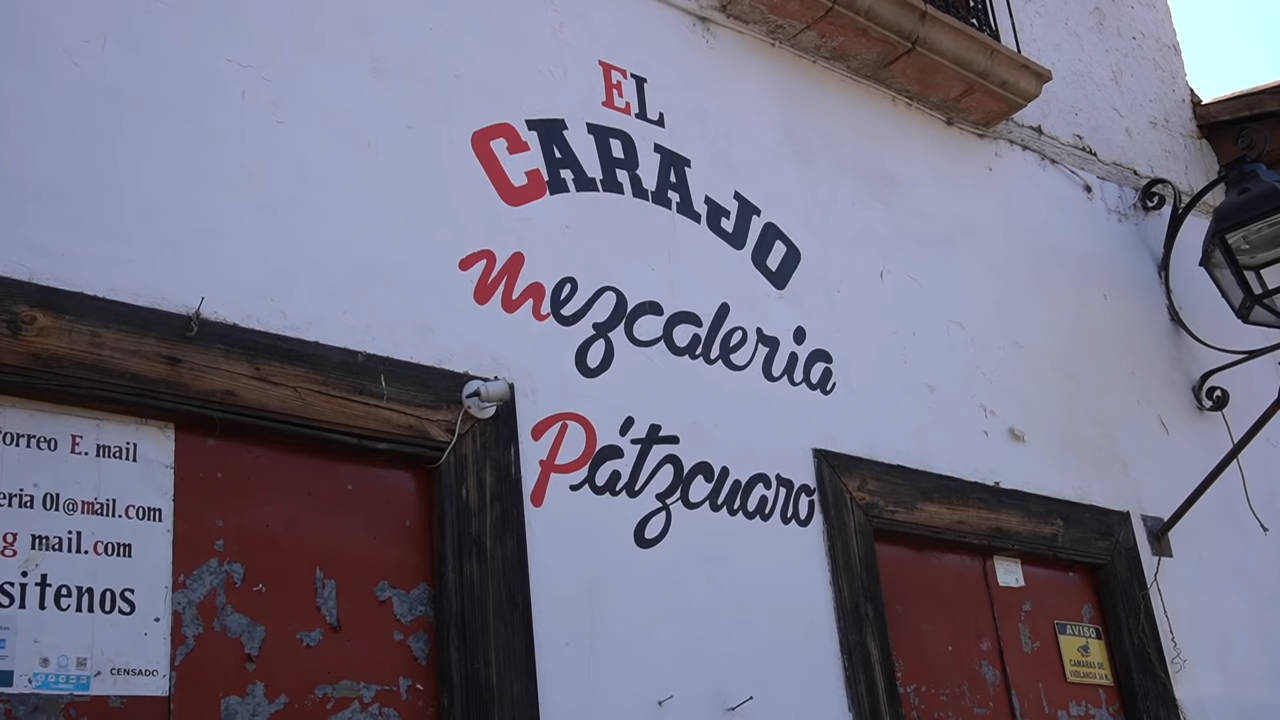 EL
CARAJO
Mezcaleria
Pátzcuaro
orreo E. mail
eria 01@mail.com
g mail.com
sitenos
CENSADO
AVISO
CAMARAS DE
VIGILANCIA 24 H.